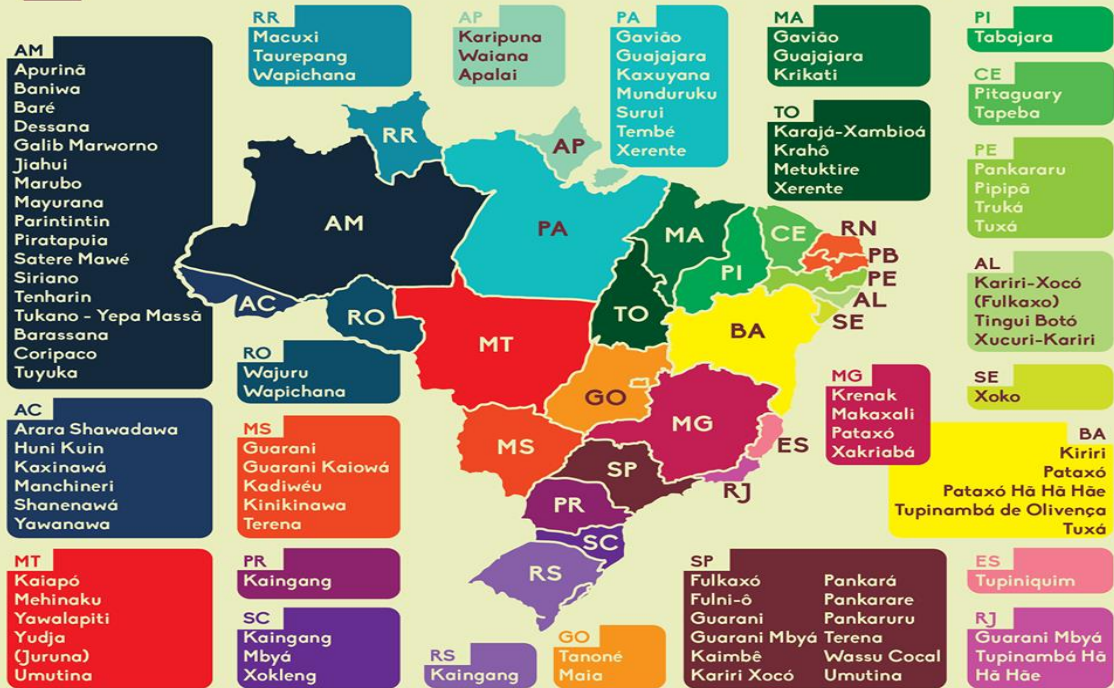 AM
Apurinã
Baniwa
Baré
Dessana
Galib Marworno
Jiahui
Marubo
Mayurana
Parintintin
Piratapuia
Satere Mawé
Siriano
Tenharin
Tukano - Yepa Massã
Barassana
Coripaco
Tuyuka
RR
Macuxi
Taurepang
Wapichana
AP
Karipuna
Waiana
Apalai
PA
Gavião
Guajajara
Kaxuyana
Munduruku
Surui
Tembé
Xerente
MA
Gavião
Guajajara
Krikati
TO
Karajá-Xambioá
Krahô
Metuktire
Xerente
PI
Tabajara
CE
Pitaguary
Tapeba
PE
Pankararu
Pipipã
Truká
Tuxá
AL
Kariri-Xocó
(Fulkaxo)
Tingui Botó
Xucuri-Kariri
SE
Xoko
RR
AP
AM
PA
MA
CE
RN
PB
PE
AL
SE
PI
TO
AC
RO
MT
BA
GO
MG
ES
MS
SP
RJ
PR
SC
RS
RO
Wajuru
Wapichana
AC
Arara Shawadawa
Huni Kuin
Kaxinawá
Manchineri
Shanenawá
Yawanawa
MS
Guarani
Guarani Kaiowá
Kadiwéu
Kinikinawa
Terena
MG
Krenak
Makaxali
Pataxó
Xakriabá
BA
Kiriri
Pataxó
Pataxó Hã Hã Hãe
Tupinambá de Olivença
Tuxá
MT
Kaiapó
Mehinaku
Yawalapiti
Yudja
(Juruna)
Umutina
PR
Kaingang
SC
Kaingang
Mbyá
Xokleng
RS
Kaingang
GO
Tanoné
Maia
SP
Fulkaxó
Fulni-ô
Guarani
Guarani Mbyá
Kaimbê
Kariri Xocó
Pankará
Pankarare
Pankaruru
Terena
Wassu Cocal
Umutina
ES
Tupiniquim
RJ
Guarani Mbyá
Tupinambá Hã
Hã Hãe